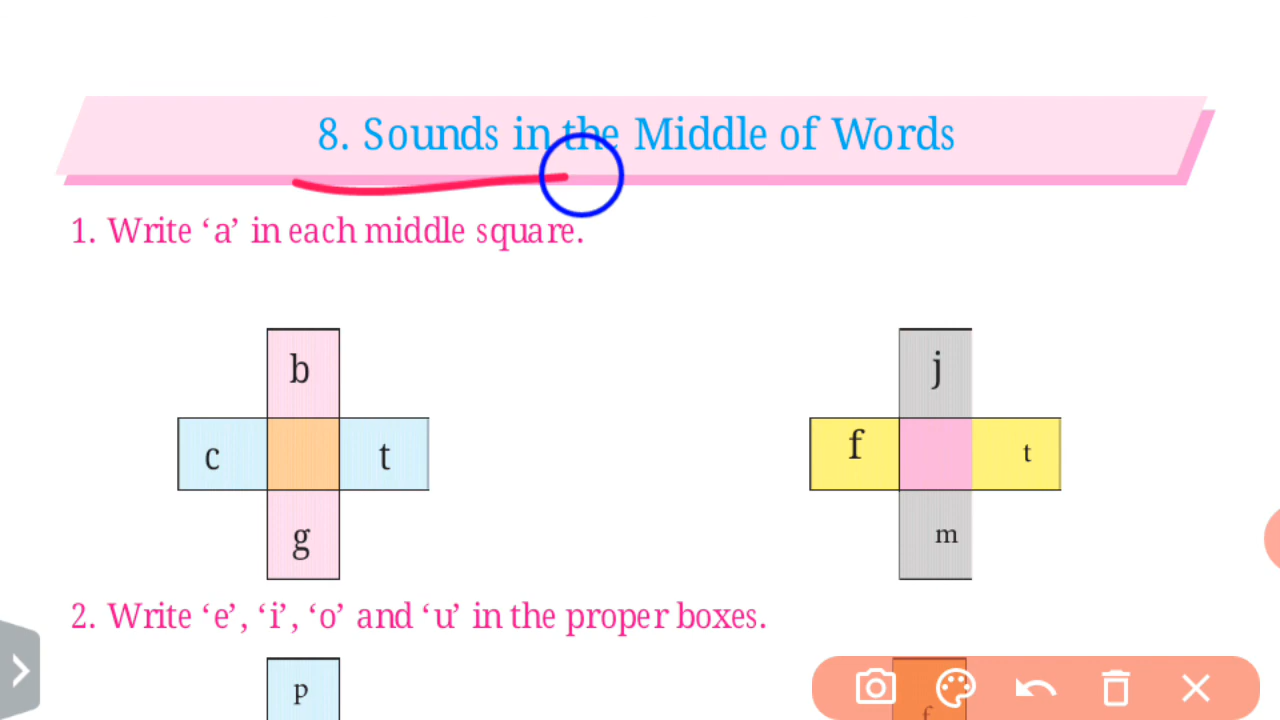 8. Sounds in the Middle of Words
1. Write ‘a’ in each middle square.
b
j
c
t
f
t
g
m
2. Write ‘e’, ‘i’, ‘o’ and ‘u’ in the proper boxes.
p
f